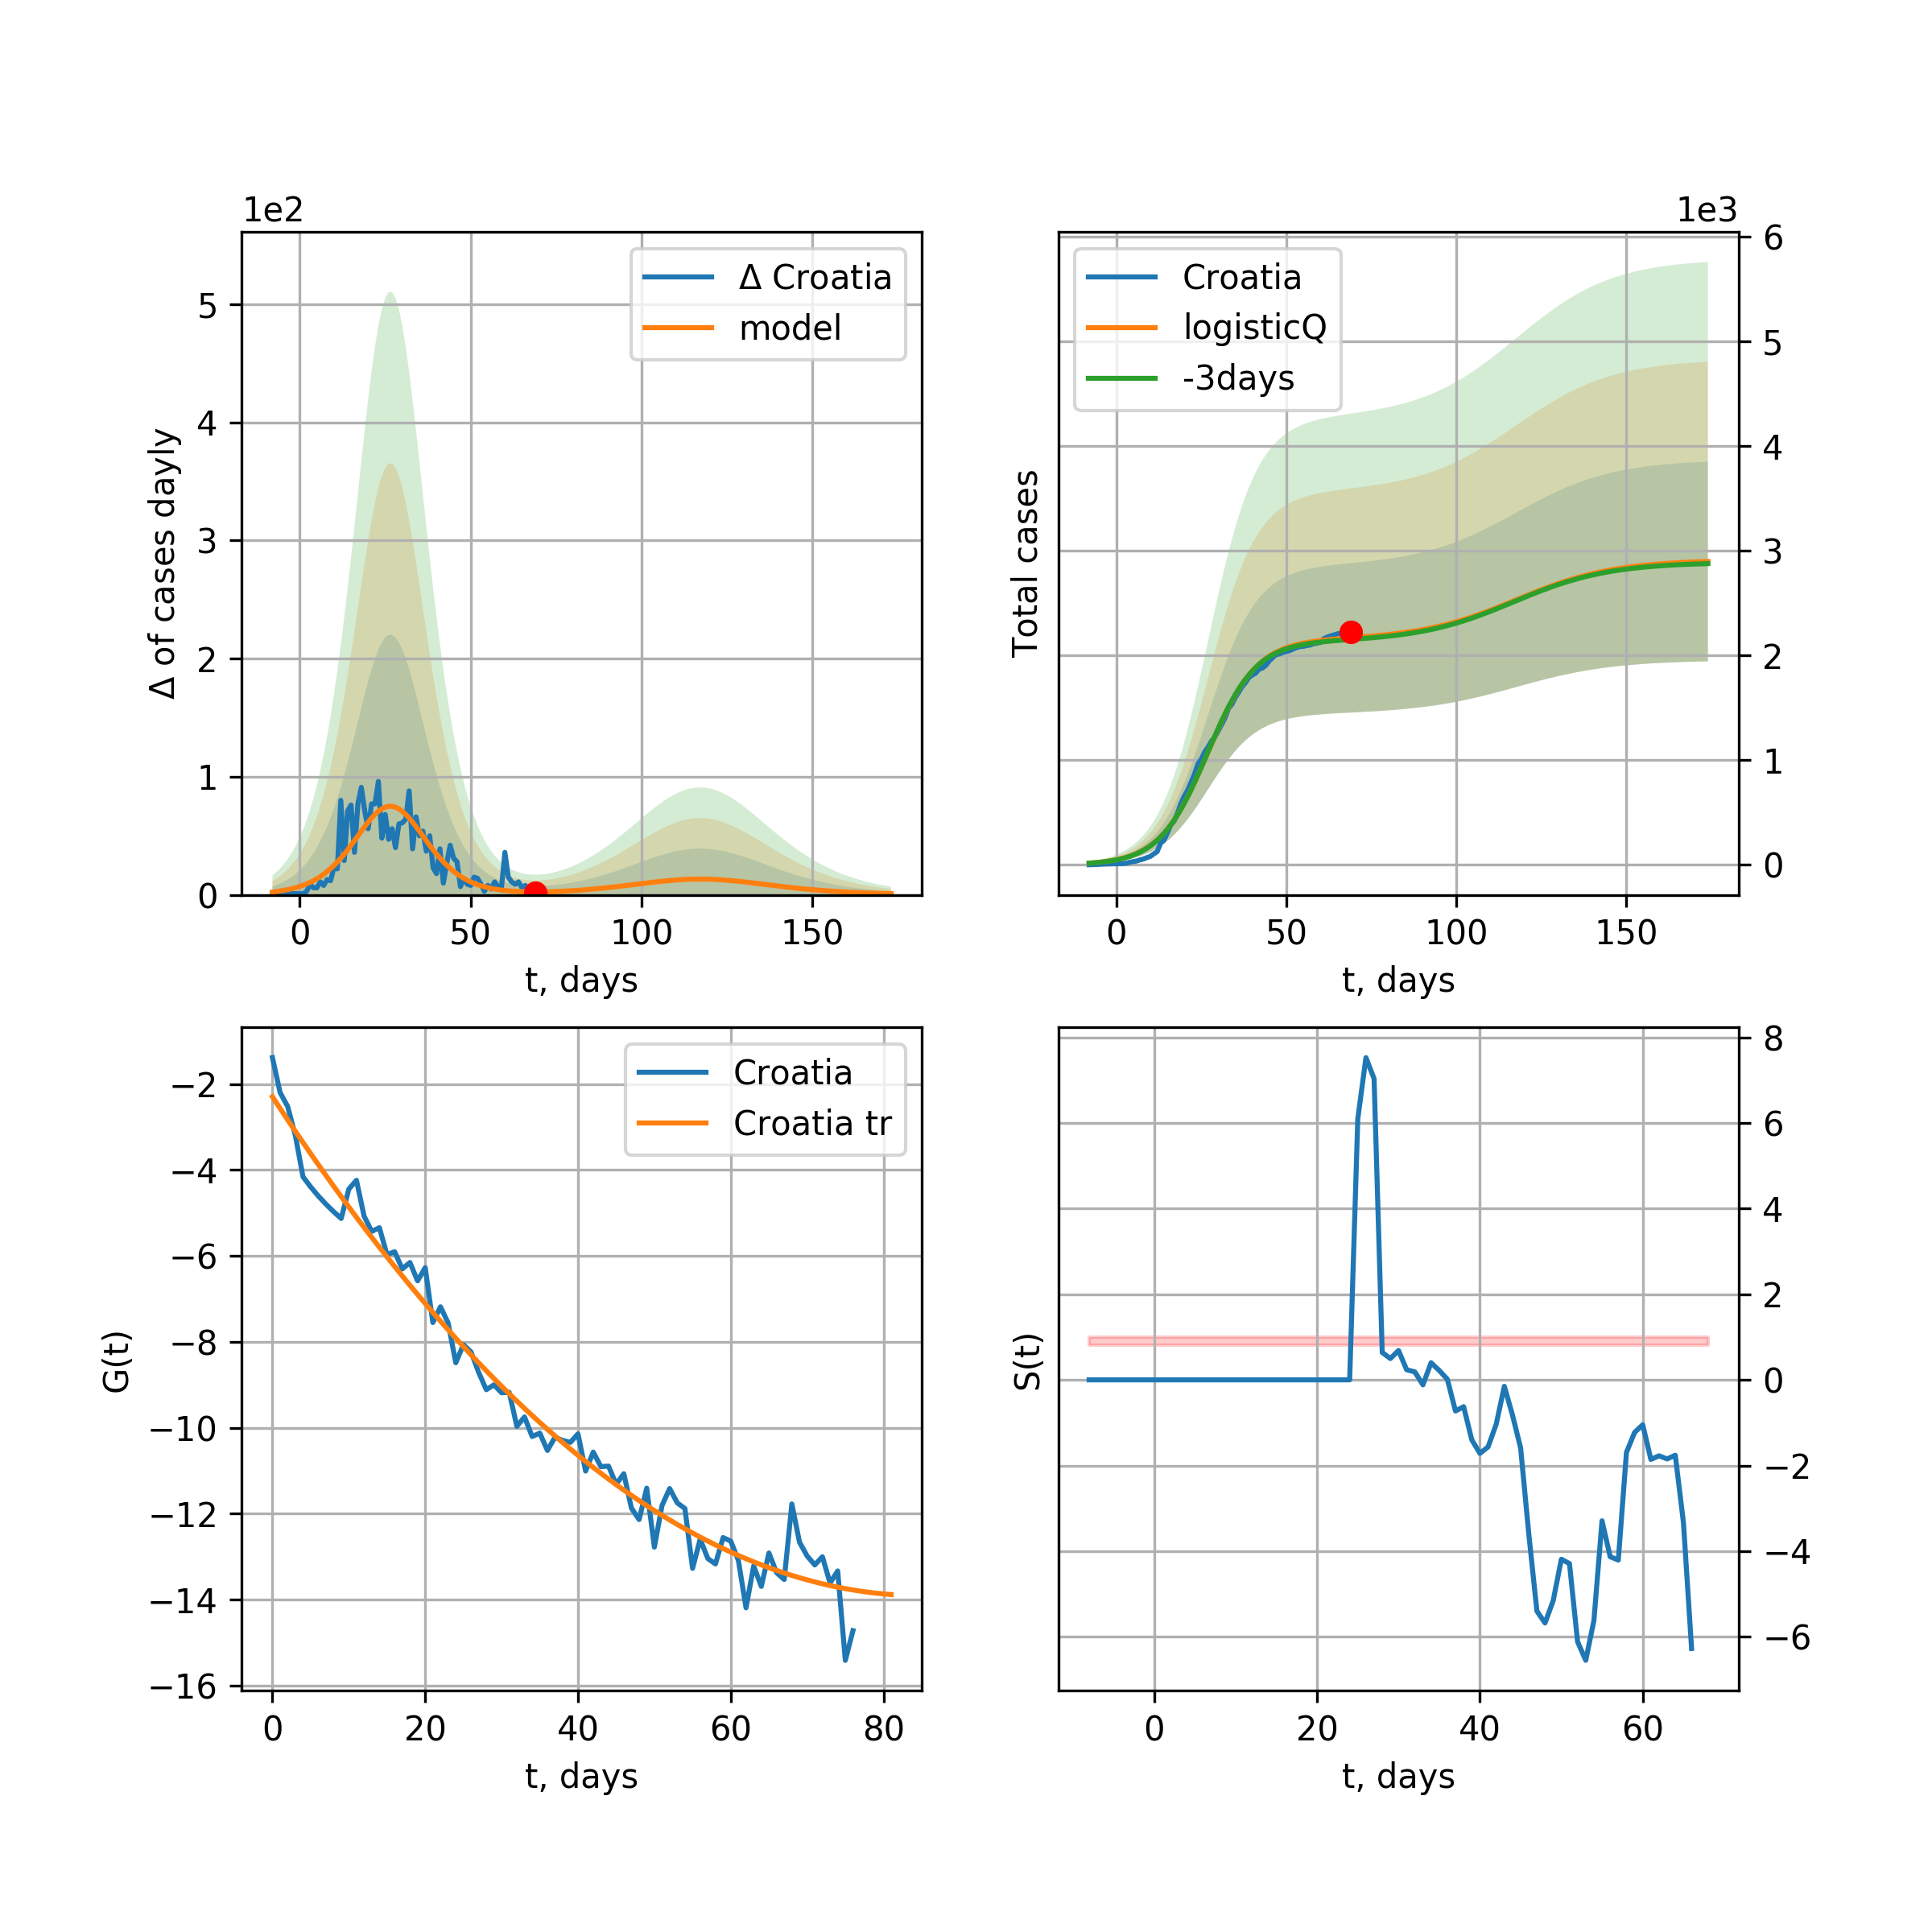 1e2
5
4
3
2
1
0
0 50 100 150
t, days
Δ of cases dayly
Δ Croatia
model
1e3
6
5
4
3
2
1
0
0 50 100 150
t, days
Total cases
Croatia
logisticQ
-3days
−2
−4
−6
−8
−10
−12
−14
−16
0 20 40 60 80
t, days
G(t)
Croatia
Croatia tr
8
6
4
2
0
−2
−4
−6
0 20 40 60
t, days
S(t)